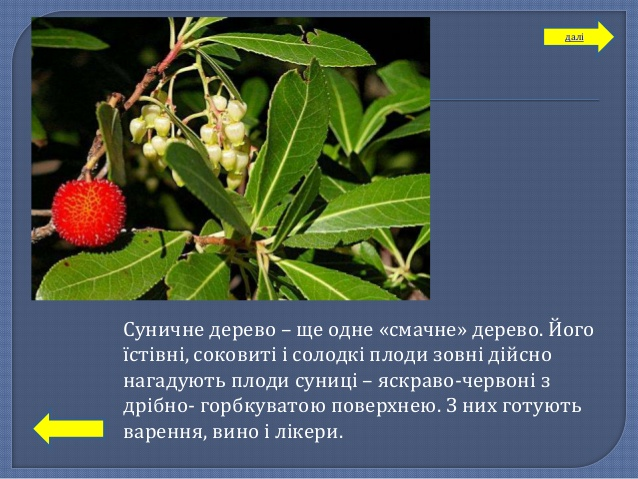 далі
Суничне дерево – ще одне «смачне» дерево. Його
їстівні, соковиті і солодкі плоди зовні дійсно
нагадують плоди суниці – яскраво-червоні з
дрібно- горбкуватою поверхнею. З них готують
варення, вино і лікери.